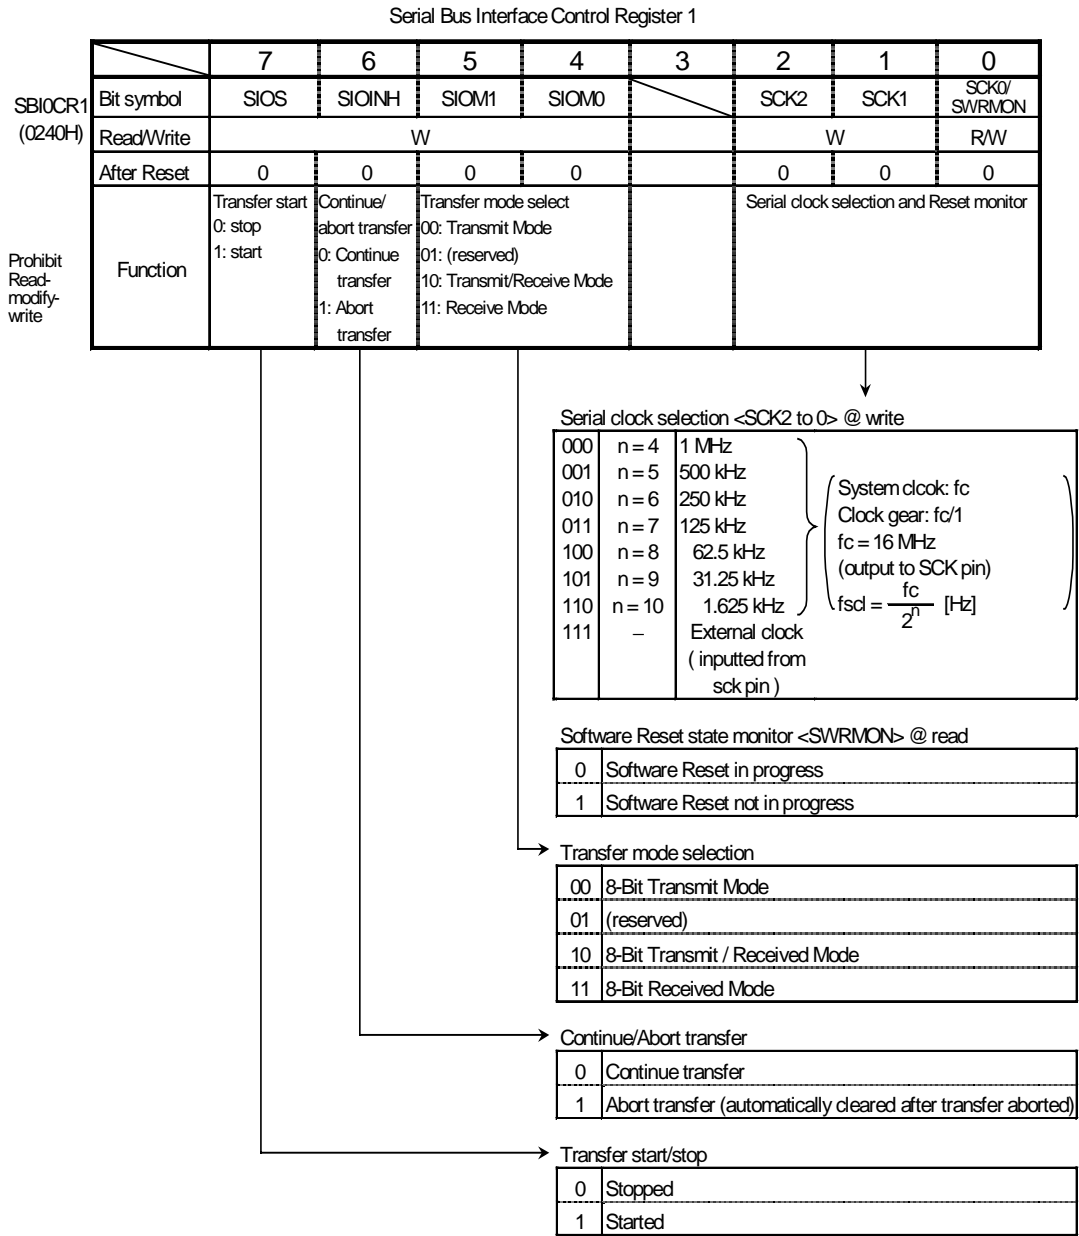 Serial Bus Interface Control Register 1
7 6 5 4 3 2 1 0
SBI0CR1 (0240H)
Bit symbol SIOS SIOINH SIOM1 SIOM0 SCK2 SCK1 SCK0/ SWRMON
Read/Write W W R/W
After Reset 0 0 0 0 0 0 0
Prohibit
Read-
modify-
write
Function
Transfer start
0: stop
1: start
Continue/
abort transfer
0: Continue
transfer
1: Abort
transfer
Transfer mode select
00: Transmit Mode
01: (reserved)
10: Transmit/Receive Mode
11: Receive Mode
Serial clock selection and Reset monitor
Serial clock selection <SCK2 to 0> @ write
000 n = 4 1 MHz
001 n = 5 500 kHz
010 n = 6 250 kHz
011 n = 7 125 kHz
100 n = 8 62.5 kHz
101 n = 9 31.25 kHz
110 n = 10 1.625 kHz
111 – External clock
( inputted from
sck pin )
System clcok: fc
Clock gear: fc/1
fc = 16 MHz
(output to SCK pin)
fscl = fc / 2^n [Hz]
Software Reset state monitor <SWRMON> @ read
0 Software Reset in progress
1 Software Reset not in progress
Transfer mode selection
00 8-Bit Transmit Mode
01 (reserved)
10 8-Bit Transmit / Received Mode
11 8-Bit Received Mode
Continue/Abort transfer
0 Continue transfer
1 Abort transfer (automatically cleared after transfer aborted)
Transfer start/stop
0 Stopped
1 Started